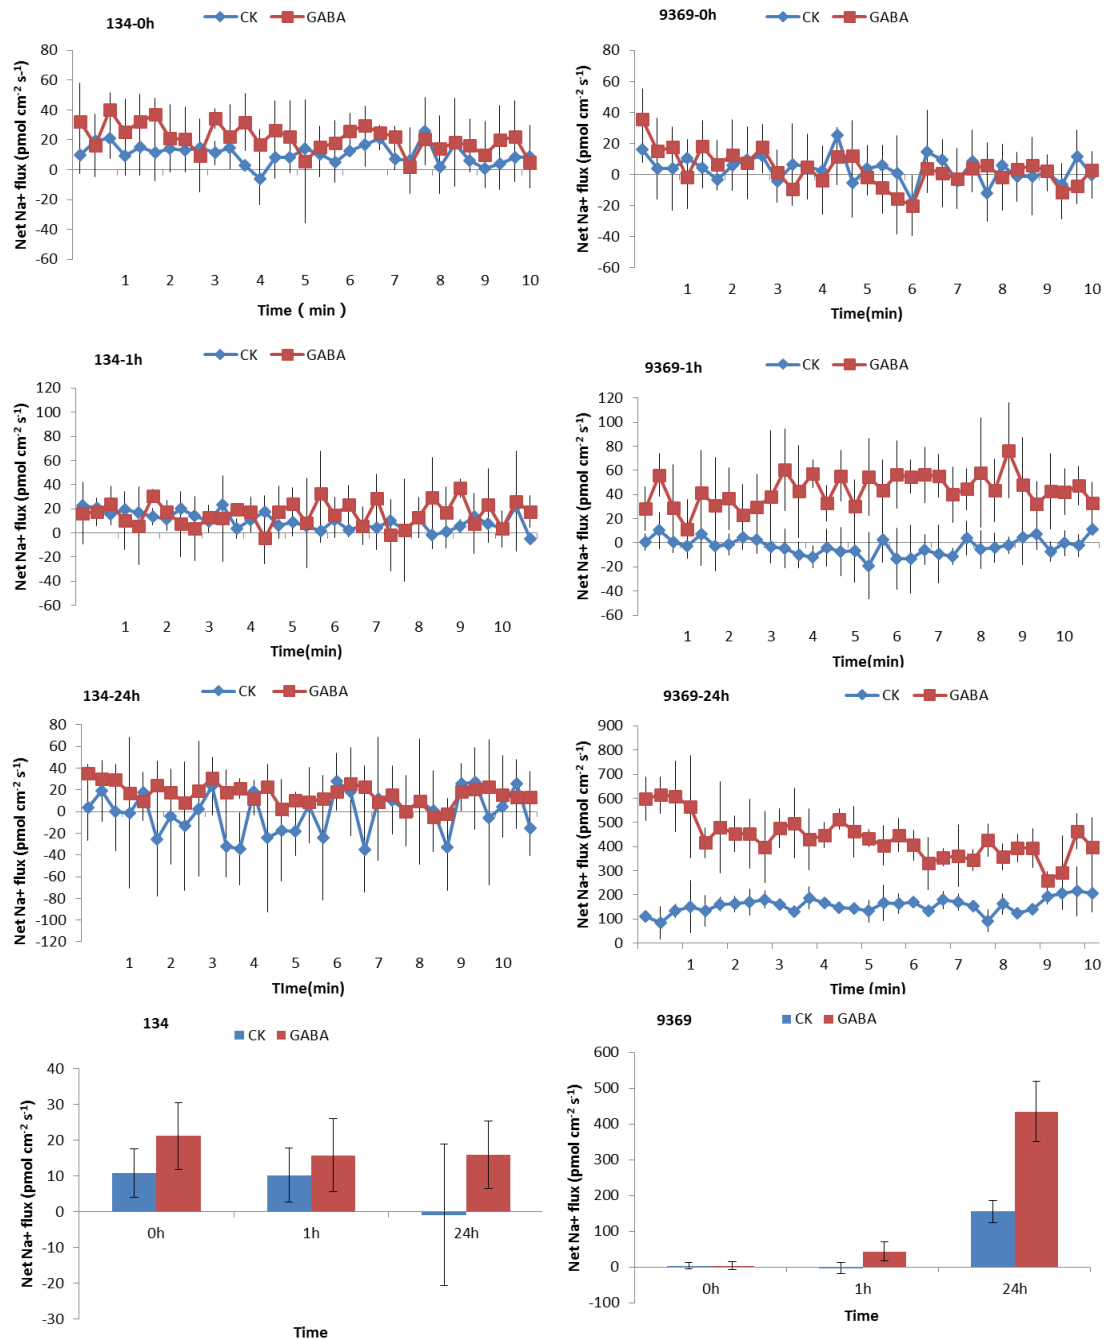 134-0h
CK GABA
Net Na+ flux (pmol cm⁻² s⁻¹)
80
60
40
20
0
-20
-40
-60
1 2 3 4 5 6 7 8 9 10
Time ( min )
9369-0h
CK GABA
Net Na+ flux (pmol cm⁻² s⁻¹)
80
60
40
20
0
-20
-40
-60
1 2 3 4 5 6 7 8 9 10
Time(min)
134-1h
CK GABA
Net Na+ flux (pmol cm⁻² s⁻¹)
120
100
80
60
40
20
0
-20
-40
-60
1 2 3 4 5 6 7 8 9 10
Time(min)
9369-1h
CK GABA
Net Na+ flux (pmol cm⁻² s⁻¹)
120
100
80
60
40
20
0
-20
-40
-60
1 2 3 4 5 6 7 8 9 10
Time(min)
134-24h
CK GABA
Net Na+ flux (pmol cm⁻² s⁻¹)
80
60
40
20
0
-20
-40
-60
-80
-100
-120
1 2 3 4 5 6 7 8 9 10
TIme(min)
9369-24h
CK GABA
Net Na+ flux (pmol cm⁻² s⁻¹)
900
800
700
600
500
400
300
200
100
0
1 2 3 4 5 6 7 8 9 10
Time (min)
134
CK GABA
Net Na+ flux (pmol cm⁻² s⁻¹)
40
30
20
10
0
-10
-20
-30
0h 1h 24h
Time
9369
CK GABA
Net Na+ flux (pmol cm⁻² s⁻¹)
600
500
400
300
200
100
0
-100
0h 1h 24h
Time